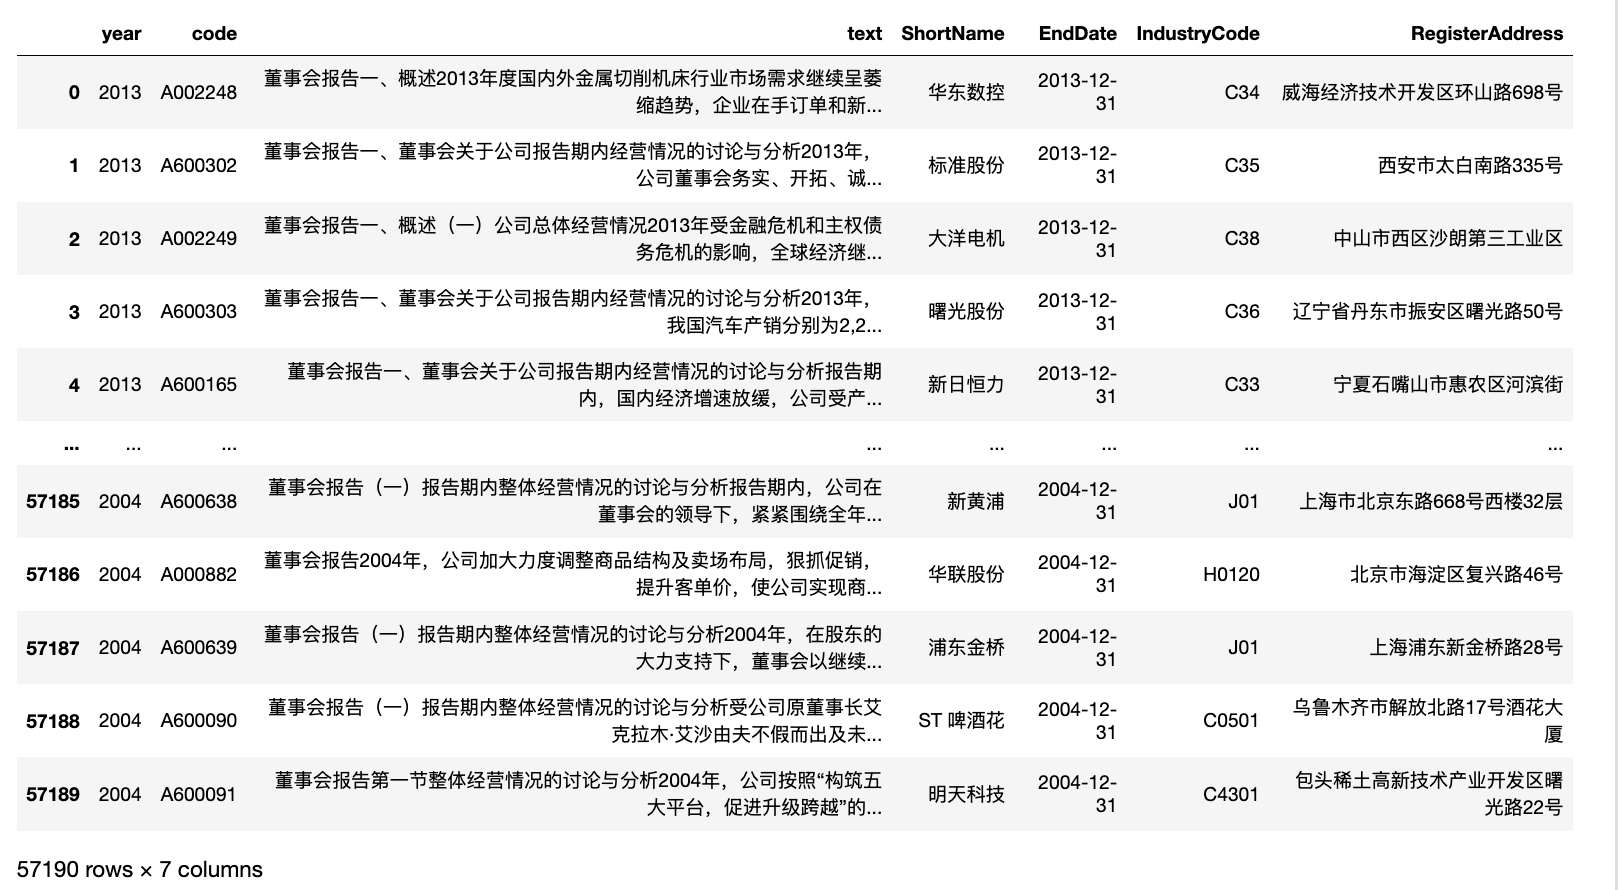 year code text ShortName EndDate IndustryCode RegisterAddress
0 2013 A002248 董事会报告一、概述2013年度国内外金属切削机床行业市场需求继续呈萎 华东数控 2013-12- C34 威海经济技术开发区环山路698号
缩趋势，企业在手订单和新... 31
1 2013 A600302 董事会报告一、董事会关于公司报告期内经营情况的讨论与分析2013年， 标准股份 2013-12- C35 西安市太白南路335号
公司董事会务实、开拓、诚... 31
2 2013 A002249 董事会报告一、概述（一）公司总体经营情况2013年受金融危机和主权债 大洋电机 2013-12- C38 中山市西区沙朗第三工业区
务危机的影响，全球经济继... 31
3 2013 A600303 董事会报告一、董事会关于公司报告期内经营情况的讨论与分析2013年， 曙光股份 2013-12- C36 辽宁省丹东市振安区曙光路50号
我国汽车产销分别为2,2... 31
4 2013 A600165 董事会报告一、董事会关于公司报告期内经营情况的讨论与分析报告期 新日恒力 2013-12- C33 宁夏石嘴山市惠农区河滨街
内，国内经济增速放缓，公司受产... 31
... ... ... ... ... ... ... ...
57185 2004 A600638 董事会报告（一）报告期内整体经营情况的讨论与分析报告期内，公司在 新黄浦 2004-12- J01 上海市北京东路668号西楼32层
董事会的领导下，紧紧围绕全年... 31
57186 2004 A000882 董事会报告2004年，公司加大力度调整商品结构及卖场布局，狠抓促销， 华联股份 2004-12- H0120 北京市海淀区复兴路46号
提升客单价，使公司实现商... 31
57187 2004 A600639 董事会报告（一）报告期内整体经营情况的讨论与分析2004年，在股东的 浦东金桥 2004-12- J01 上海浦东新金桥路28号
大力支持下，董事会以继续... 31
57188 2004 A600090 董事会报告（一）报告期内整体经营情况的讨论与分析受公司原董事长艾 ST 啤酒花 2004-12- C0501 乌鲁木齐市解放北路17号酒花大
克拉木·艾沙由夫不假而出及未... 31 厦
57189 2004 A600091 董事会报告第一节整体经营情况的讨论与分析2004年，公司按照“构筑五 明天科技 2004-12- C4301 包头稀土高新技术产业开发区曙
大平台，促进升级跨越”的... 31 光路22号
57190 rows × 7 columns